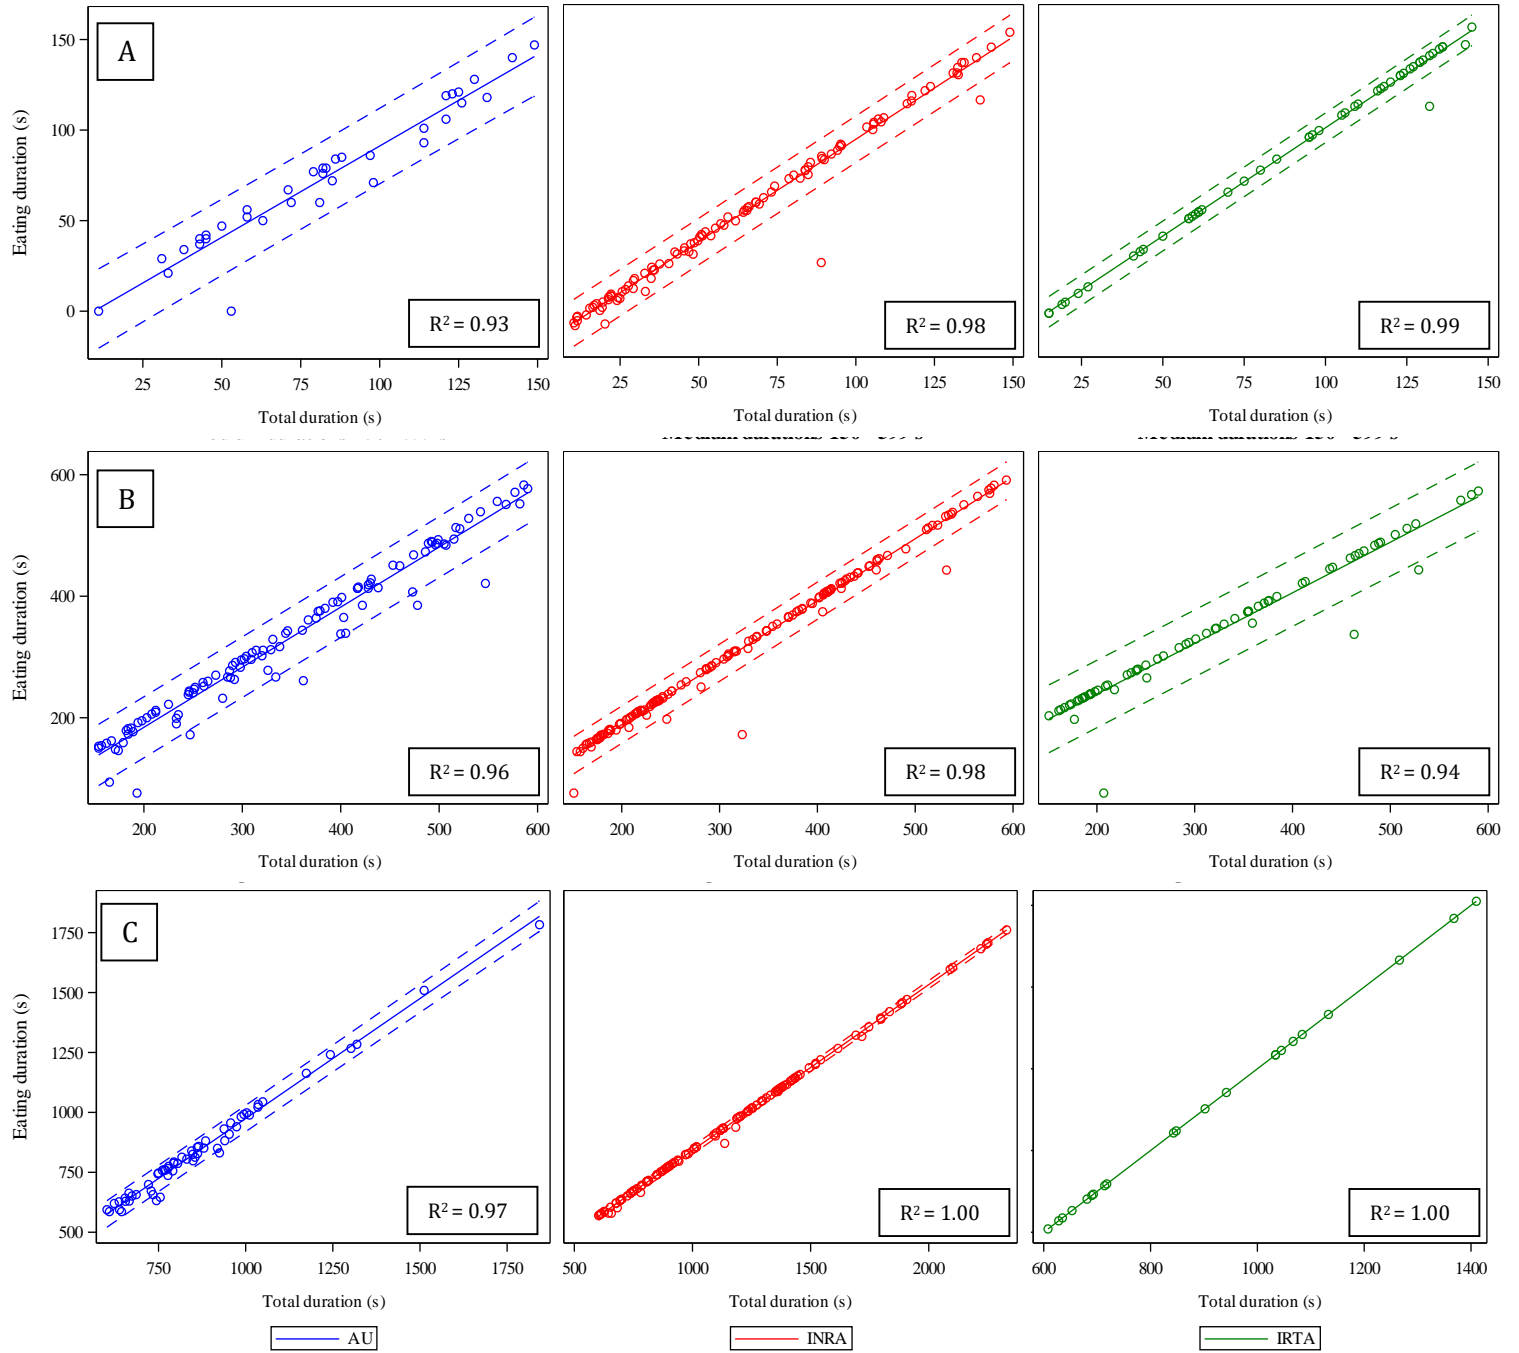 A
150
100
50
0
Eating duration (s)
R² = 0.93
R² = 0.98
R² = 0.99
25 50 75 100 125 150
25 50 75 100 125 150
25 50 75 100 125 150
Total duration (s)
Total duration (s)
Total duration (s)
B
600
400
200
Eating duration (s)
R² = 0.96
R² = 0.98
R² = 0.94
200 300 400 500 600
200 300 400 500 600
200 300 400 500 600
Total duration (s)
Total duration (s)
Total duration (s)
C
1750
1500
1250
1000
750
500
Eating duration (s)
R² = 0.97
R² = 1.00
R² = 1.00
750 1000 1250 1500 1750
500 1000 1500 2000
600 800 1000 1200 1400
Total duration (s)
Total duration (s)
Total duration (s)
AU
INRA
IRTA